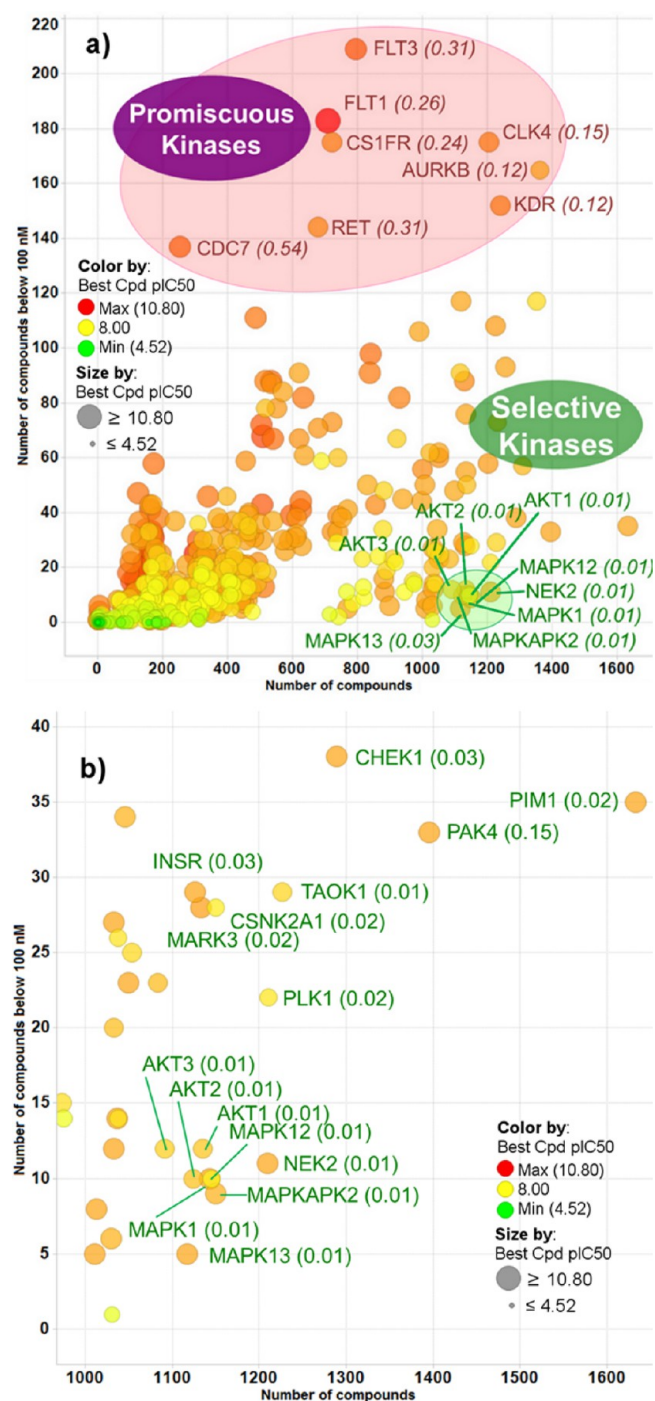 a)
220
200
180
160
140
120
100
80
60
40
20
0
Number of compounds below 100 nM
FLT3 (0.31)
FLT1 (0.26)
Promiscuous
Kinases
CS1FR (0.24)
CLK4 (0.15)
AURKB (0.12)
KDR (0.12)
RET (0.31)
CDC7 (0.54)
Color by:
Best Cpd pIC50
Max (10.80)
8.00
Min (4.52)
Size by:
Best Cpd pIC50
≥ 10.80
≤ 4.52
Selective
Kinases
AKT1 (0.01)
AKT2 (0.01)
AKT3 (0.01)
MAPK12 (0.01)
NEK2 (0.01)
MAPK1 (0.01)
MAPK13 (0.03)
MAPKAPK2 (0.01)
0 200 400 600 800 1000 1200 1400 1600
Number of compounds
b)
40
35
30
25
20
15
10
5
0
Number of compounds below 100 nM
CHEK1 (0.03)
PIM1 (0.02)
PAK4 (0.15)
INSR (0.03)
TAOK1 (0.01)
CSNK2A1 (0.02)
MARK3 (0.02)
PLK1 (0.02)
AKT3 (0.01)
AKT2 (0.01)
AKT1 (0.01)
MAPK12 (0.01)
NEK2 (0.01)
MAPKAPK2 (0.01)
MAPK1 (0.01)
MAPK13 (0.01)
Color by:
Best Cpd pIC50
Max (10.80)
8.00
Min (4.52)
Size by:
Best Cpd pIC50
≥ 10.80
≤ 4.52
1000 1100 1200 1300 1400 1500 1600
Number of compounds